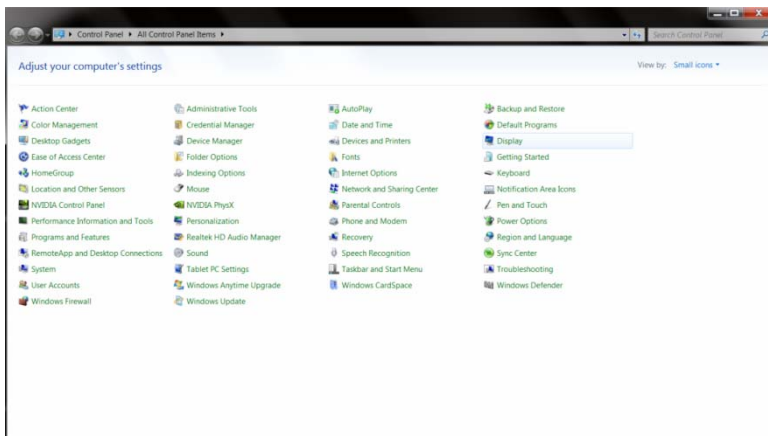 Control Panel All Control Panel Items
Search Control Panel
Adjust your computer's settings
View by: Small icons
Action Center Administrative Tools AutoPlay Backup and Restore
Color Management Credential Manager Date and Time Default Programs
Desktop Gadgets Device Manager Devices and Printers Display
Ease of Access Center Folder Options Fonts Getting Started
HomeGroup Indexing Options Internet Options Keyboard
Location and Other Sensors Mouse Network and Sharing Center Notification Area Icons
NVIDIA Control Panel NVIDIA PhysX Parental Controls Pen and Touch
Performance Information and Tools Personalization Phone and Modem Power Options
Programs and Features Realtek HD Audio Manager Recovery Region and Language
RemoteApp and Desktop Connections Sound Speech Recognition Sync Center
System Tablet PC Settings Taskbar and Start Menu Troubleshooting
User Accounts Windows Anytime Upgrade Windows CardSpace Windows Defender
Windows Firewall Windows Update